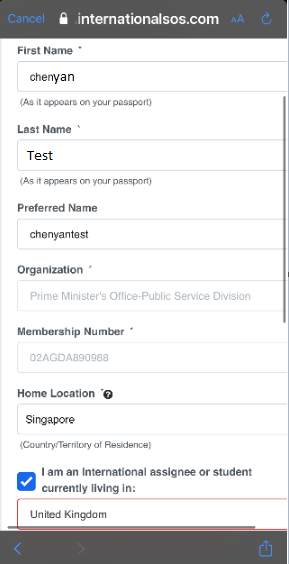 Cancel .internationalsos.com AA
First Name *
chenyan
(As it appears on your passport)
Last Name *
Test
(As it appears on your passport)
Preferred Name
chenyantest
Organization *
Prime Minister's Office-Public Service Division
Membership Number *
02AGDA890988
Home Location *
Singapore
(Country/Territory of Residence)
I am an International assignee or student
currently living in:
United Kingdom